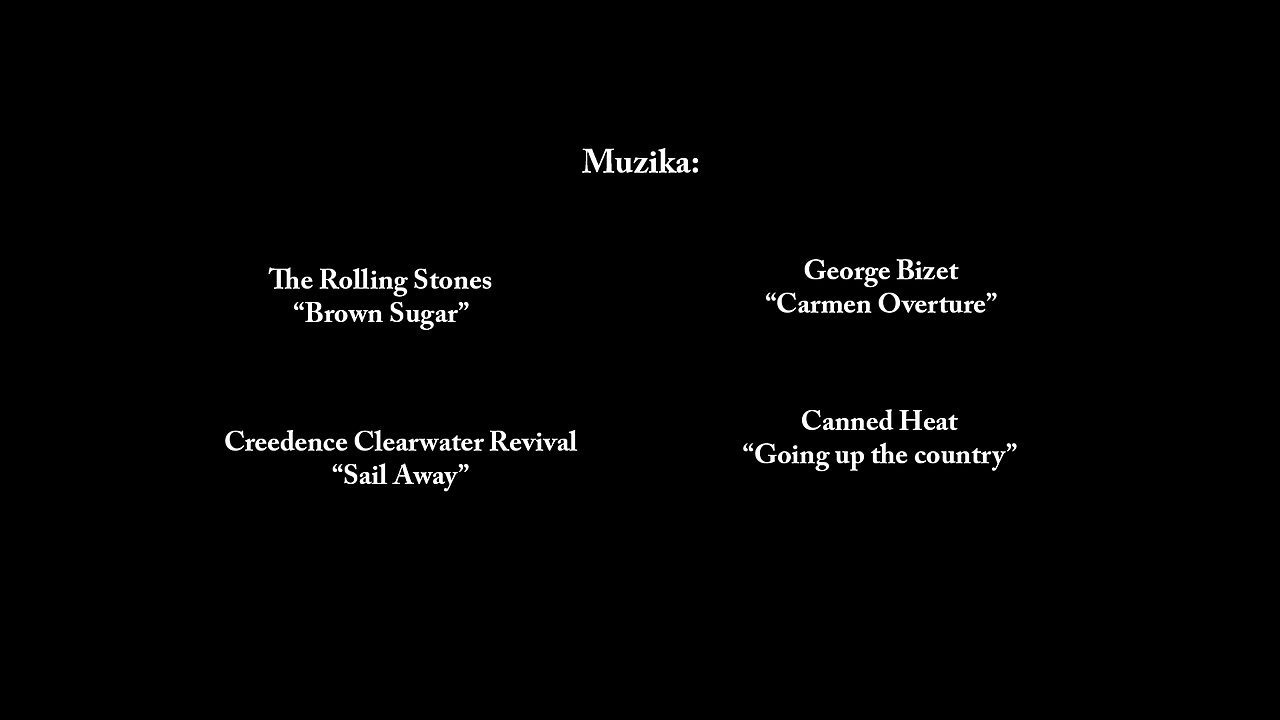 Muzika:
The Rolling Stones
“Brown Sugar”
George Bizet
“Carmen Overture”
Creedence Clearwater Revival
“Sail Away”
Canned Heat
“Going up the country”